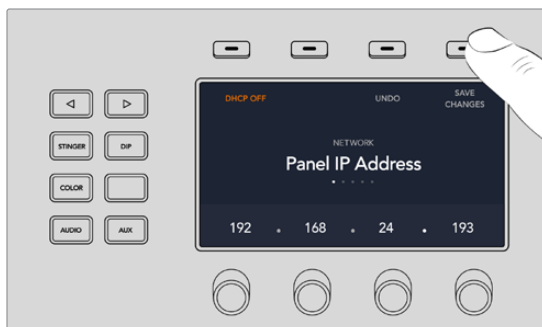 DHCP OFF UNDO SAVE CHANGES
NETWORK
Panel IP Address
192 . 168 . 24 . 193
STINGER DIP
COLOR
AUDIO AUX